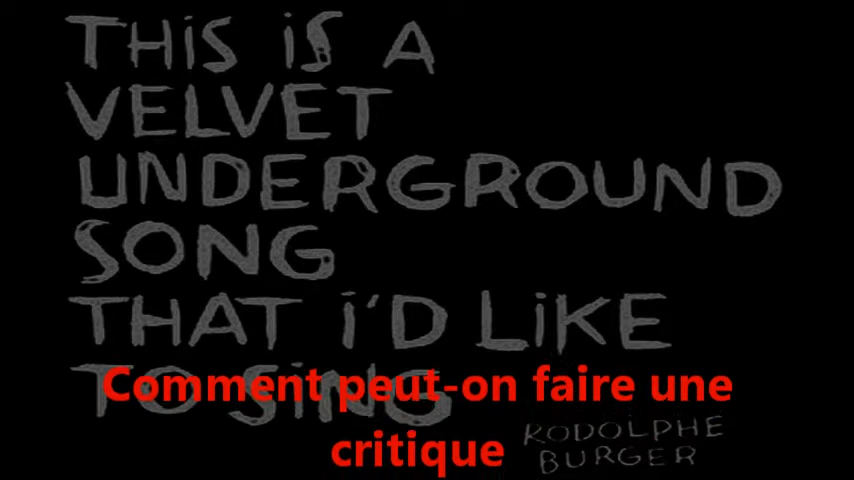 THiS iS A
VELVET
UNDERGROUND
SONG
THAT i'D LiKE
TO SiNG
Comment peut-on faire une
critique
RODOLPHE
BURGER